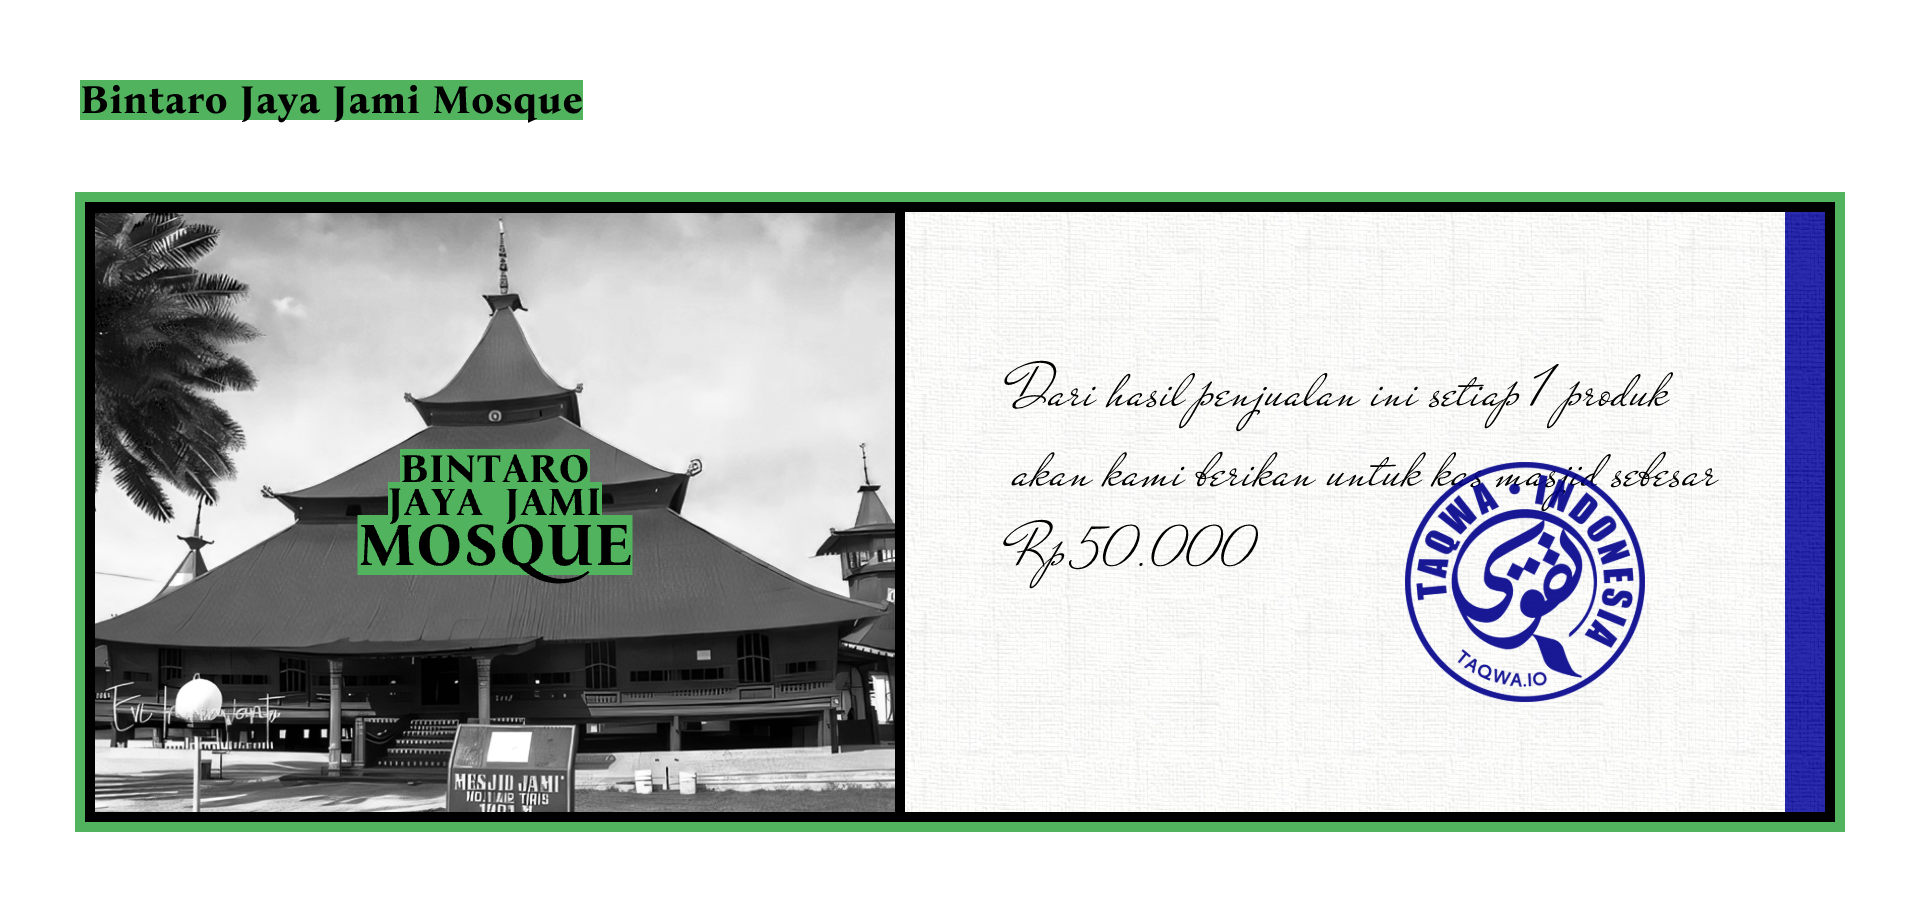 Bintaro Jaya Jami Mosque
BINTARO
JAYA JAMI
MOSQUE
MESJID JAMI'
Dari hasil penjualan ini setiap 1 produk
akan kami berikan untuk kas masjid sebesar
Rp50.000
TAQWA • INDONESIA
تقوى
TAQWA.IO